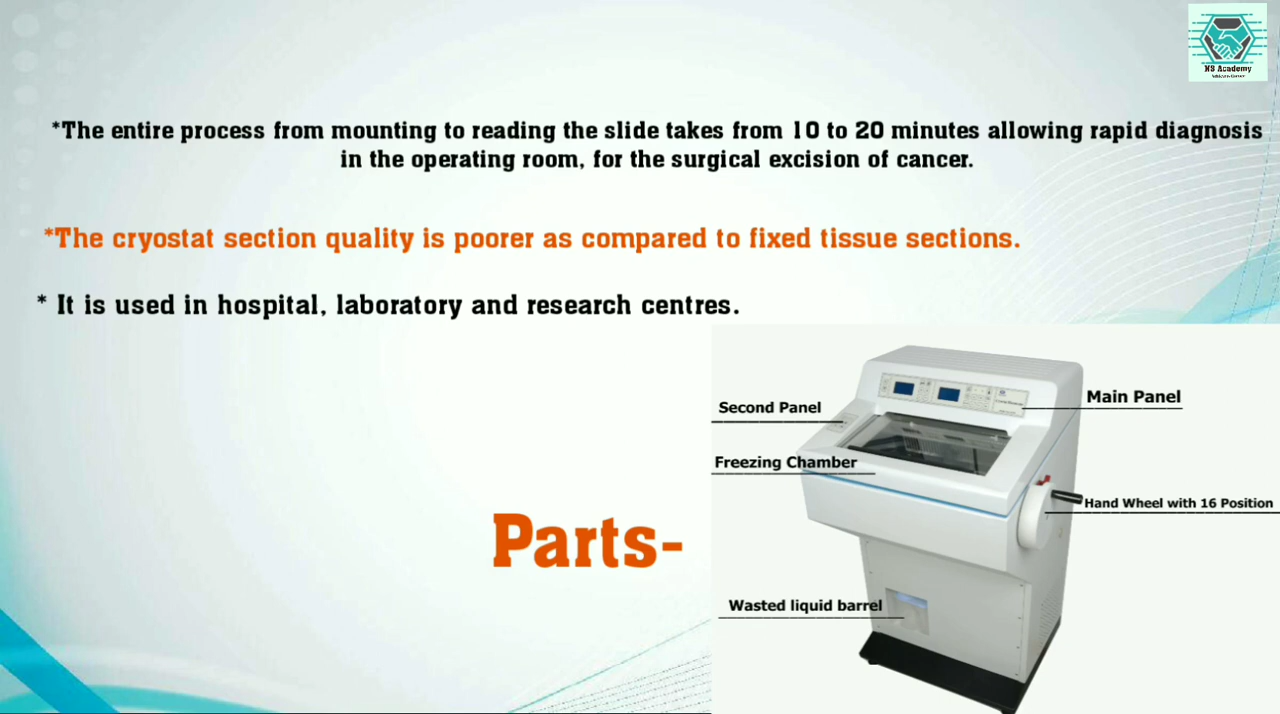 NS Academy
*The entire process from mounting to reading the slide takes from 10 to 20 minutes allowing rapid diagnosis
in the operating room, for the surgical excision of cancer.
*The cryostat section quality is poorer as compared to fixed tissue sections.
* It is used in hospital, laboratory and research centres.
Parts-
Main Panel
Second Panel
Freezing Chamber
Hand Wheel with 16 Position
Wasted liquid barrel